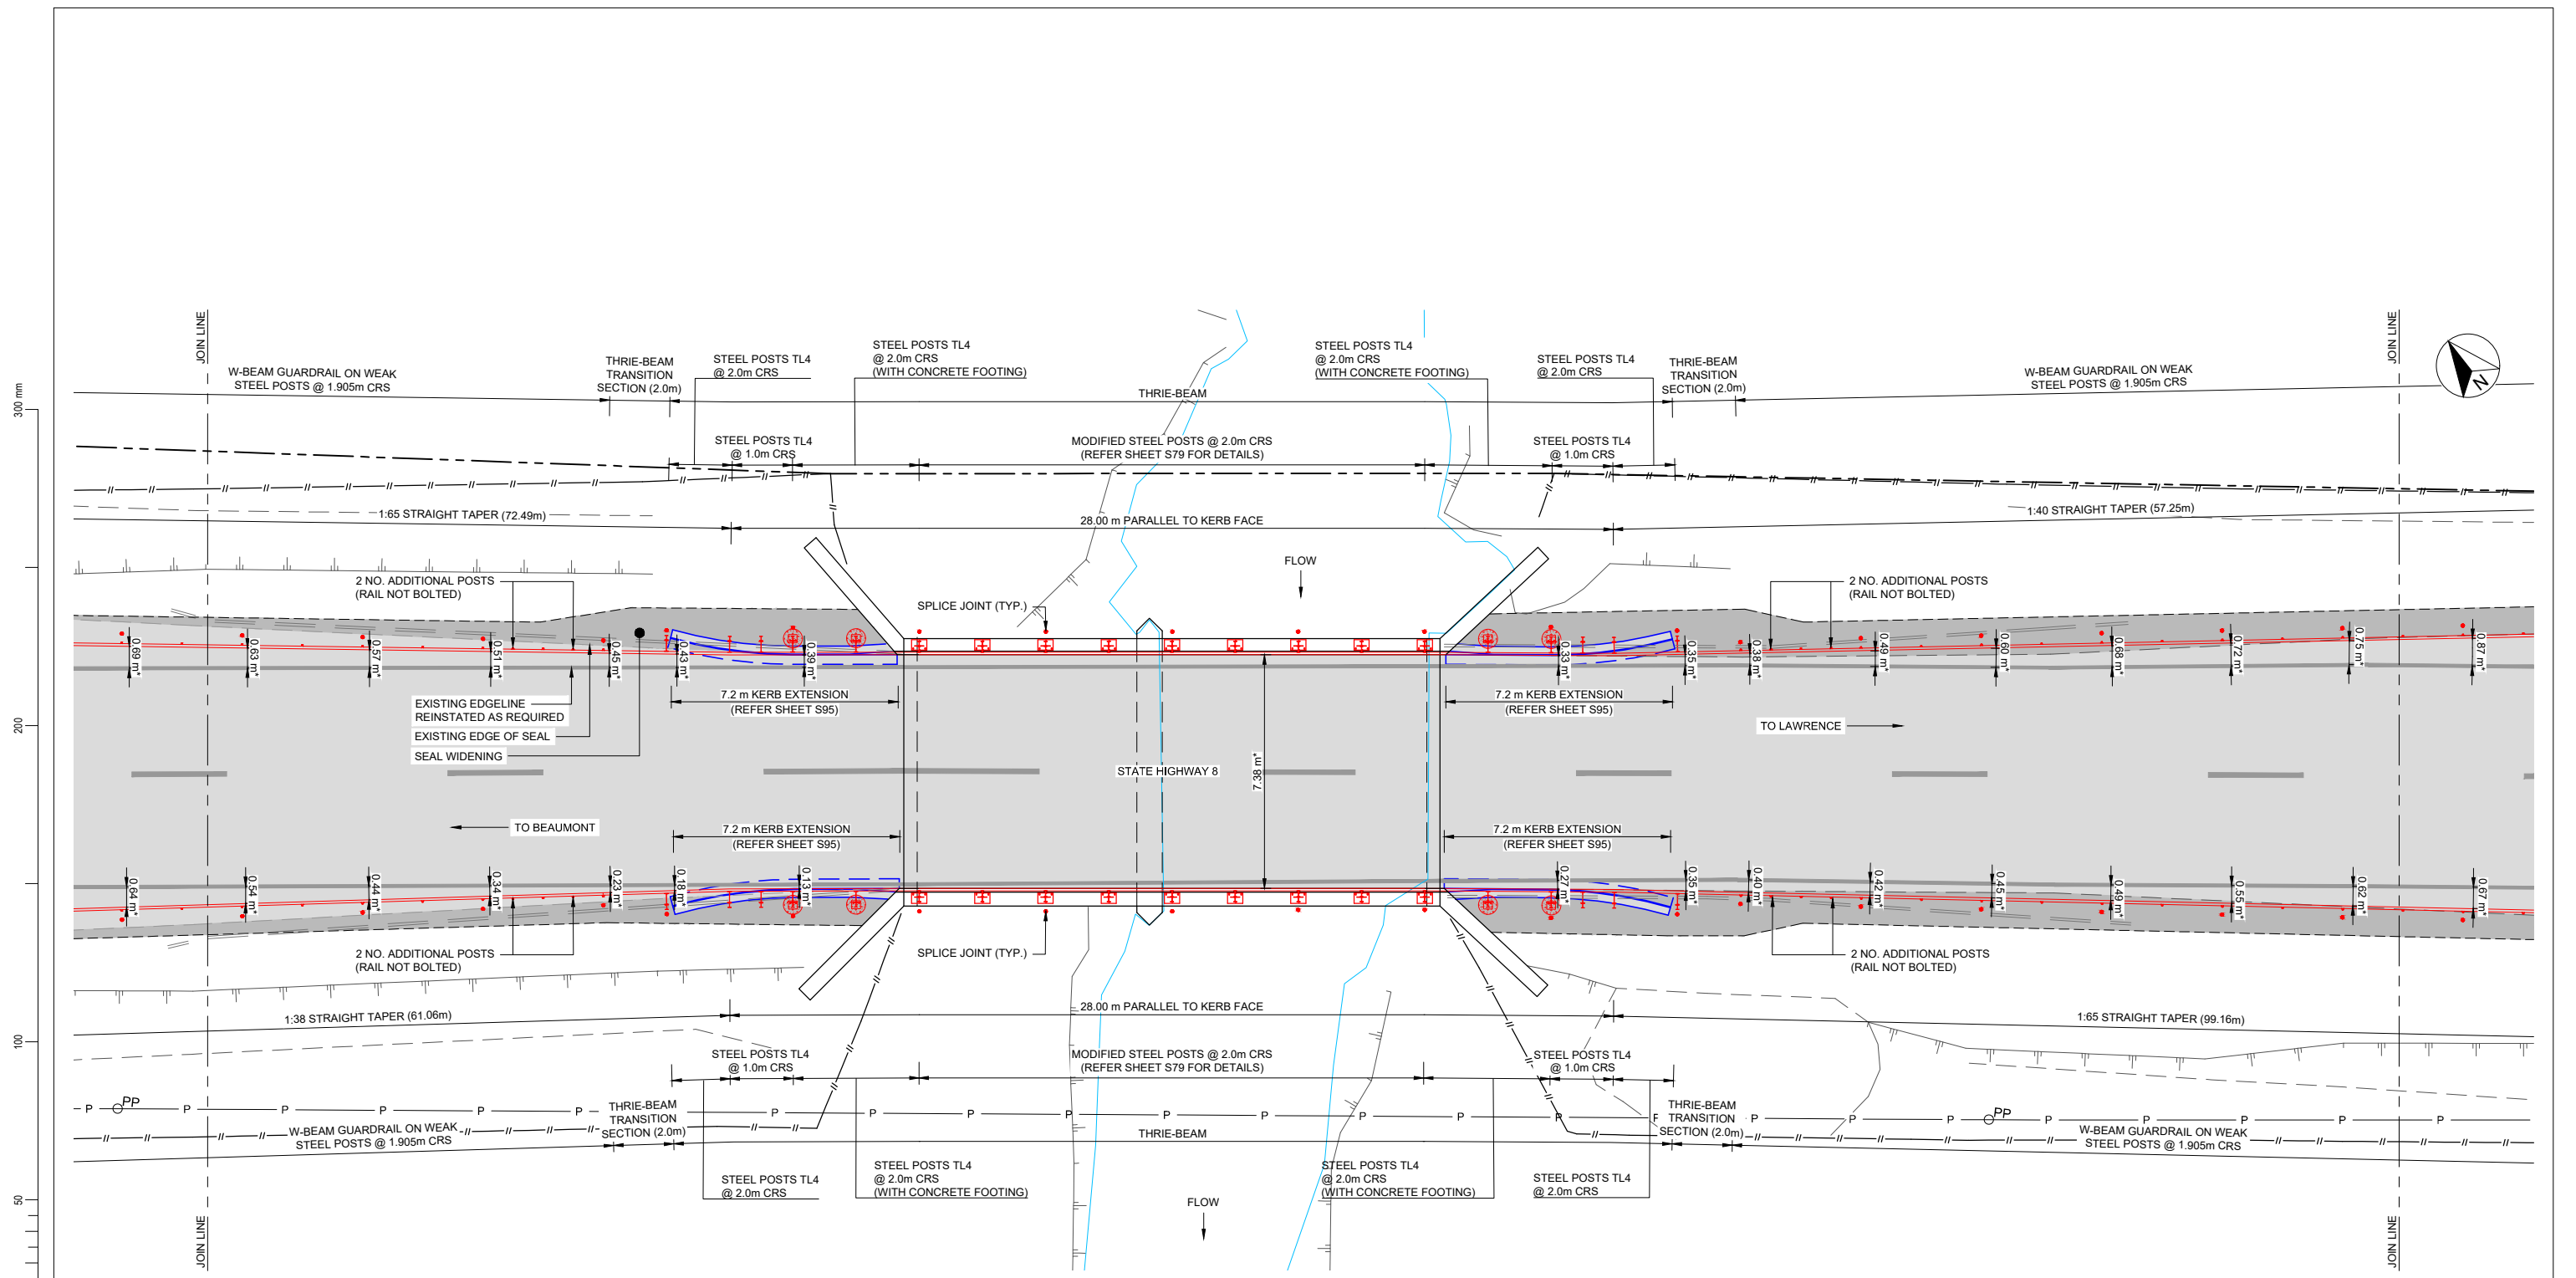 JOIN LINE
JOIN LINE
W-BEAM GUARDRAIL ON WEAK
STEEL POSTS @ 1.905m CRS
THRIE-BEAM
TRANSITION
SECTION (2.0m)
STEEL POSTS TL4
@ 2.0m CRS
STEEL POSTS TL4
@ 2.0m CRS
(WITH CONCRETE FOOTING)
THRIE-BEAM
STEEL POSTS TL4
@ 2.0m CRS
(WITH CONCRETE FOOTING)
STEEL POSTS TL4
@ 2.0m CRS
THRIE-BEAM
TRANSITION
SECTION (2.0m)
W-BEAM GUARDRAIL ON WEAK
STEEL POSTS @ 1.905m CRS
N
300 mm
STEEL POSTS TL4
@ 1.0m CRS
MODIFIED STEEL POSTS @ 2.0m CRS
(REFER SHEET S79 FOR DETAILS)
STEEL POSTS TL4
@ 1.0m CRS
1:65 STRAIGHT TAPER (72.49m)
28.00 m PARALLEL TO KERB FACE
1:40 STRAIGHT TAPER (57.25m)
FLOW
2 NO. ADDITIONAL POSTS
(RAIL NOT BOLTED)
SPLICE JOINT (TYP.)
2 NO. ADDITIONAL POSTS
(RAIL NOT BOLTED)
0.69 m*
0.63 m*
0.57 m*
0.51 m*
0.45 m*
0.43 m*
0.39 m*
0.33 m*
0.35 m*
0.38 m*
0.49 m*
0.60 m*
0.68 m*
0.72 m*
0.75 m*
0.87 m*
7.2 m KERB EXTENSION
(REFER SHEET S95)
7.2 m KERB EXTENSION
(REFER SHEET S95)
EXISTING EDGELINE
REINSTATED AS REQUIRED
EXISTING EDGE OF SEAL
SEAL WIDENING
200
TO LAWRENCE
STATE HIGHWAY 8
7.38 m*
TO BEAUMONT
7.2 m KERB EXTENSION
(REFER SHEET S95)
7.2 m KERB EXTENSION
(REFER SHEET S95)
0.64 m*
0.54 m*
0.44 m*
0.34 m*
0.23 m*
0.18 m*
0.13 m*
0.27 m*
0.35 m*
0.40 m*
0.42 m*
0.45 m*
0.49 m*
0.55 m*
0.62 m*
0.67 m*
2 NO. ADDITIONAL POSTS
(RAIL NOT BOLTED)
SPLICE JOINT (TYP.)
2 NO. ADDITIONAL POSTS
(RAIL NOT BOLTED)
1:38 STRAIGHT TAPER (61.06m)
28.00 m PARALLEL TO KERB FACE
1:65 STRAIGHT TAPER (99.16m)
100
STEEL POSTS TL4
@ 1.0m CRS
MODIFIED STEEL POSTS @ 2.0m CRS
(REFER SHEET S79 FOR DETAILS)
STEEL POSTS TL4
@ 1.0m CRS
P PP P P P P P P P P P P P P P P P P P PP P P P P P
THRIE-BEAM
TRANSITION
SECTION (2.0m)
W-BEAM GUARDRAIL ON WEAK
STEEL POSTS @ 1.905m CRS
THRIE-BEAM
THRIE-BEAM
TRANSITION
SECTION (2.0m)
W-BEAM GUARDRAIL ON WEAK
STEEL POSTS @ 1.905m CRS
STEEL POSTS TL4
@ 2.0m CRS
STEEL POSTS TL4
@ 2.0m CRS
(WITH CONCRETE FOOTING)
STEEL POSTS TL4
@ 2.0m CRS
(WITH CONCRETE FOOTING)
STEEL POSTS TL4
@ 2.0m CRS
50
FLOW
JOIN LINE
JOIN LINE